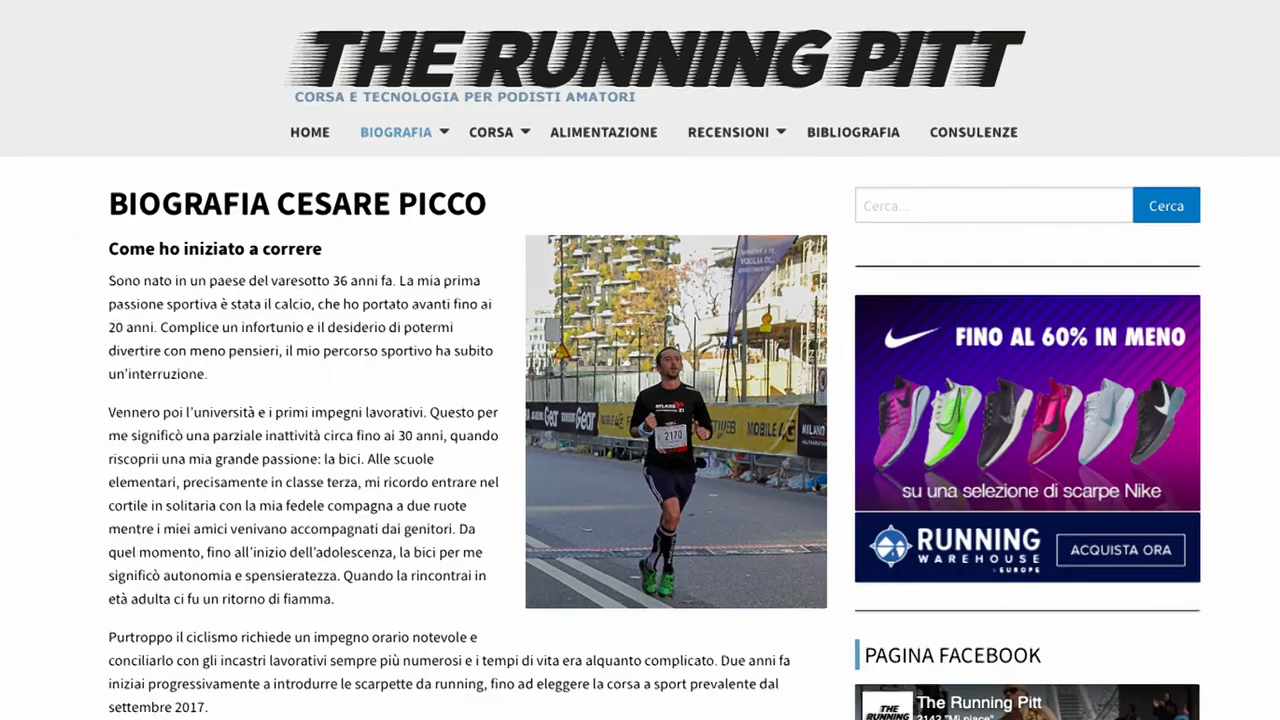 THE RUNNING PITT
CORSA E TECNOLOGIA PER PODISTI AMATORI
HOME BIOGRAFIA CORSA ALIMENTAZIONE RECENSIONI BIBLIOGRAFIA CONSULENZE
BIOGRAFIA CESARE PICCO
Come ho iniziato a correre
Sono nato in un paese del varesotto 36 anni fa. La mia prima
passione sportiva è stata il calcio, che ho portato avanti fino ai
20 anni. Complice un infortunio e il desiderio di potermi
divertire con meno pensieri, il mio percorso sportivo ha subito
un'interruzione.
Vennero poi l'università e i primi impegni lavorativi. Questo per
me significò una parziale inattività circa fino ai 30 anni, quando
riscoprii una mia grande passione: la bici. Alle scuole
elementari, precisamente in classe terza, mi ricordo entrare nel
cortile in solitaria con la mia fedele compagna a due ruote
mentre i miei amici venivano accompagnati dai genitori. Da
quel momento, fino all'inizio dell'adolescenza, la bici per me
significò autonomia e spensieratezza. Quando la rincontrai in
età adulta ci fu un ritorno di fiamma.
Purtroppo il ciclismo richiede un impegno orario notevole e
conciliarlo con gli incastri lavorativi sempre più numerosi e i tempi di vita era alquanto complicato. Due anni fa
iniziai progressivamente a introdurre le scarpette da running, fino ad eleggere la corsa a sport prevalente dal
settembre 2017.
VOGLIA DI...
Gear
MOBILE
MILANO
2170
Cerca...
Cerca
FINO AL 60% IN MENO
su una selezione di scarpe Nike
RUNNING
WAREHOUSE
EUROPE
ACQUISTA ORA
PAGINA FACEBOOK
The Running Pitt
2142 "Mi piace"
THE
RUNNING